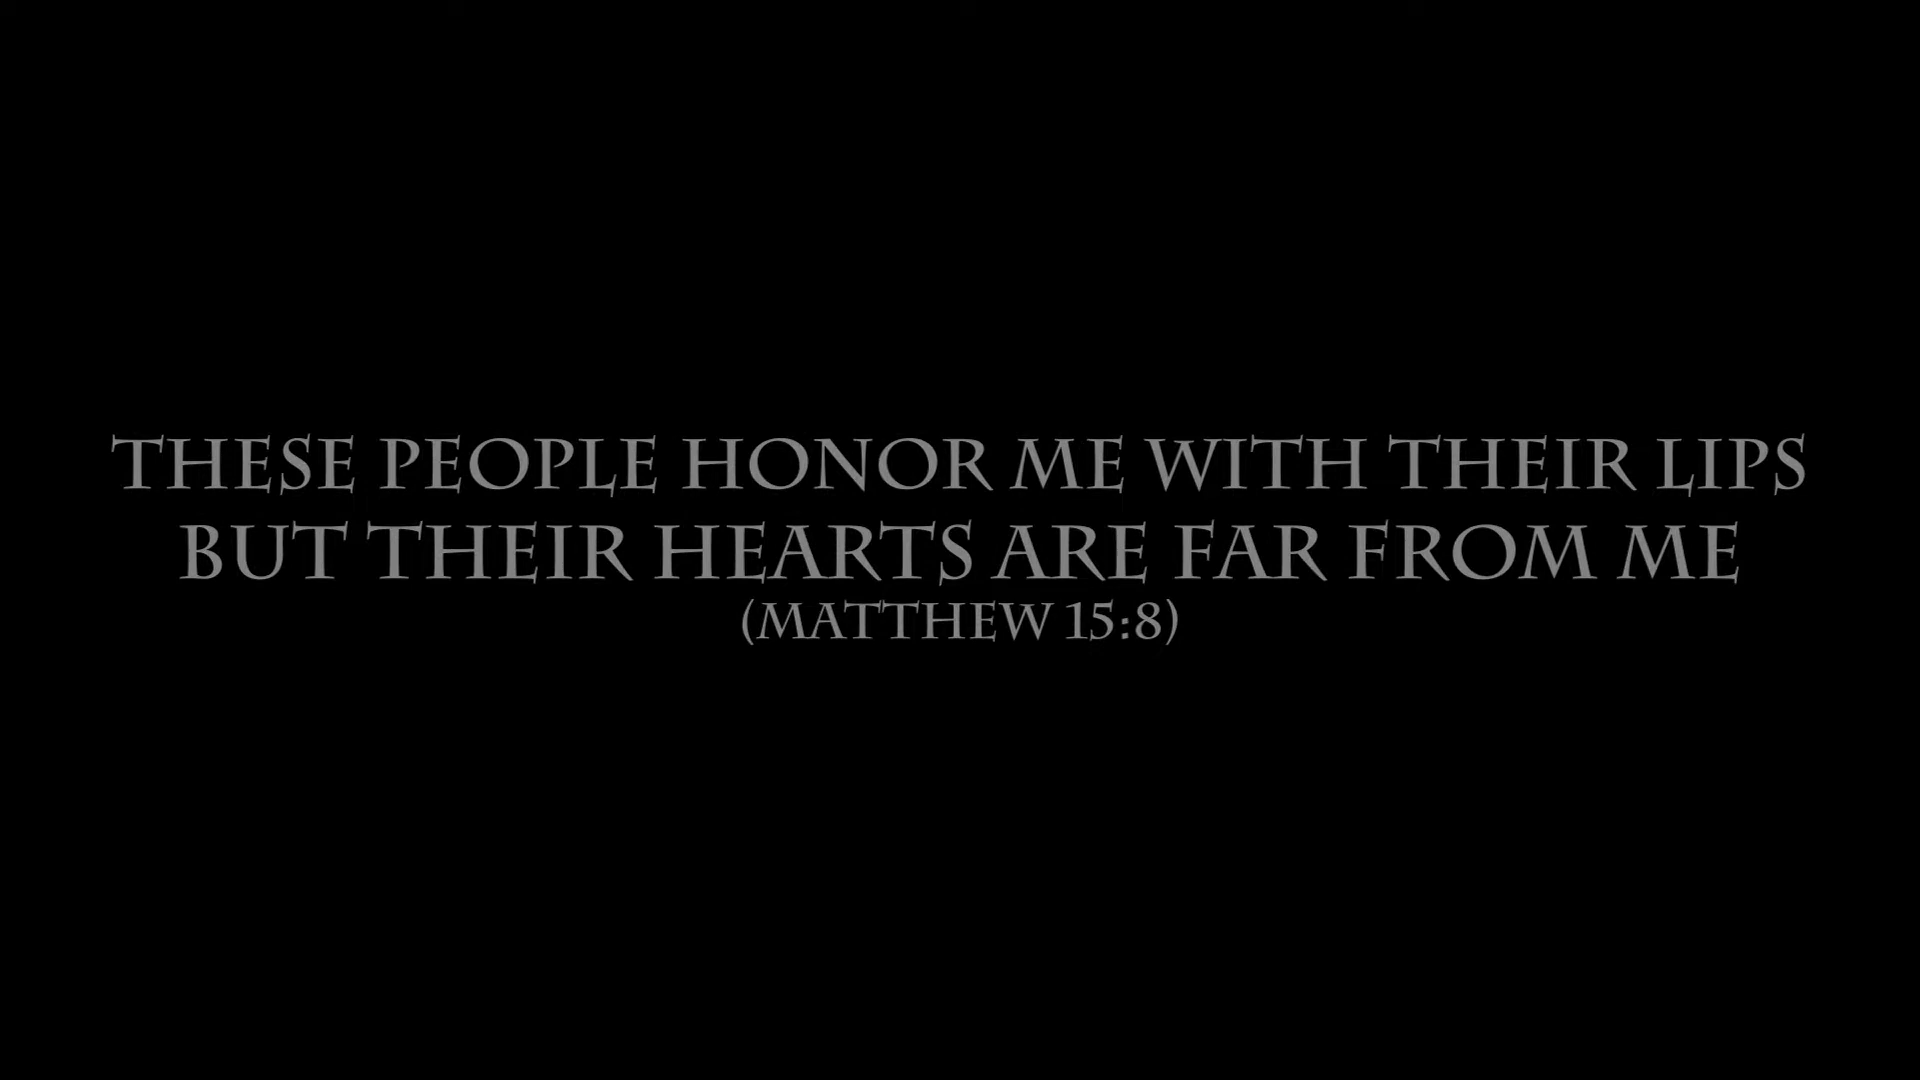 THESE PEOPLE HONOR ME WITH THEIR LIPS
BUT THEIR HEARTS ARE FAR FROM ME
(MATTHEW 15:8)